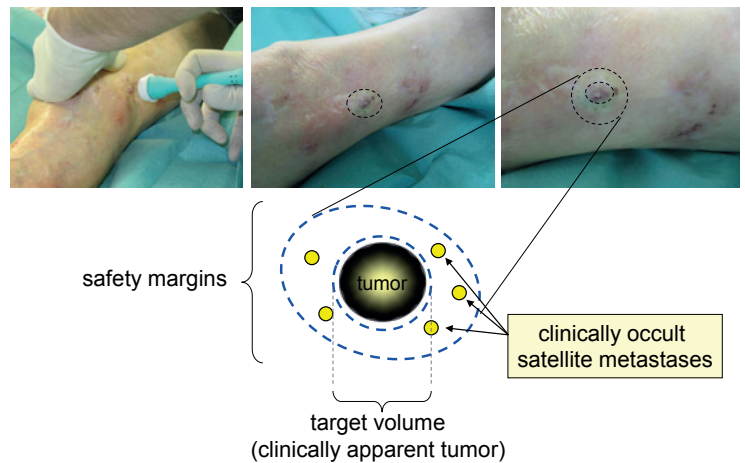 safety margins
tumor
clinically occult
satellite metastases
target volume
(clinically apparent tumor)